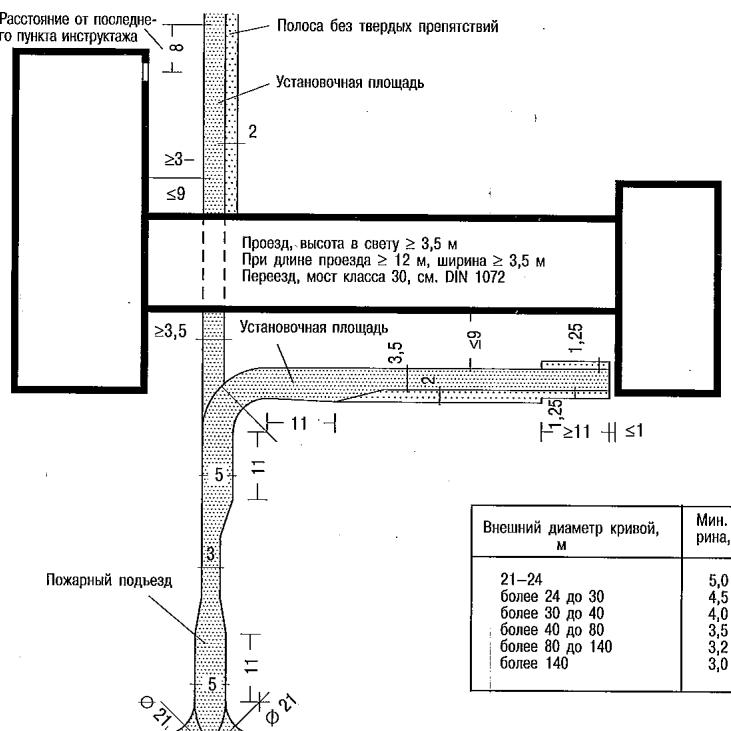 Расстояние от последне-
го пункта инструктажа
8
Полоса без твердых препятствий
Установочная площадь
2
≥3–
≤9
Проезд, высота в свету ≥ 3,5 м
При длине проезда ≥ 12 м, ширина ≥ 3,5 м
Переезд, мост класса 30, см. DIN 1072
≥3,5
Установочная площадь
3,5
≤9
1,25
2
11
1,25
≥11
≤1
5
11
3
Пожарный подъезд
11
5
Ø 21
Ø 21
Внешний диаметр кривой,
м
Мин.
рина,
21–24 5,0
более 24 до 30 4,5
более 30 до 40 4,0
более 40 до 80 3,5
более 80 до 140 3,2
более 140 3,0